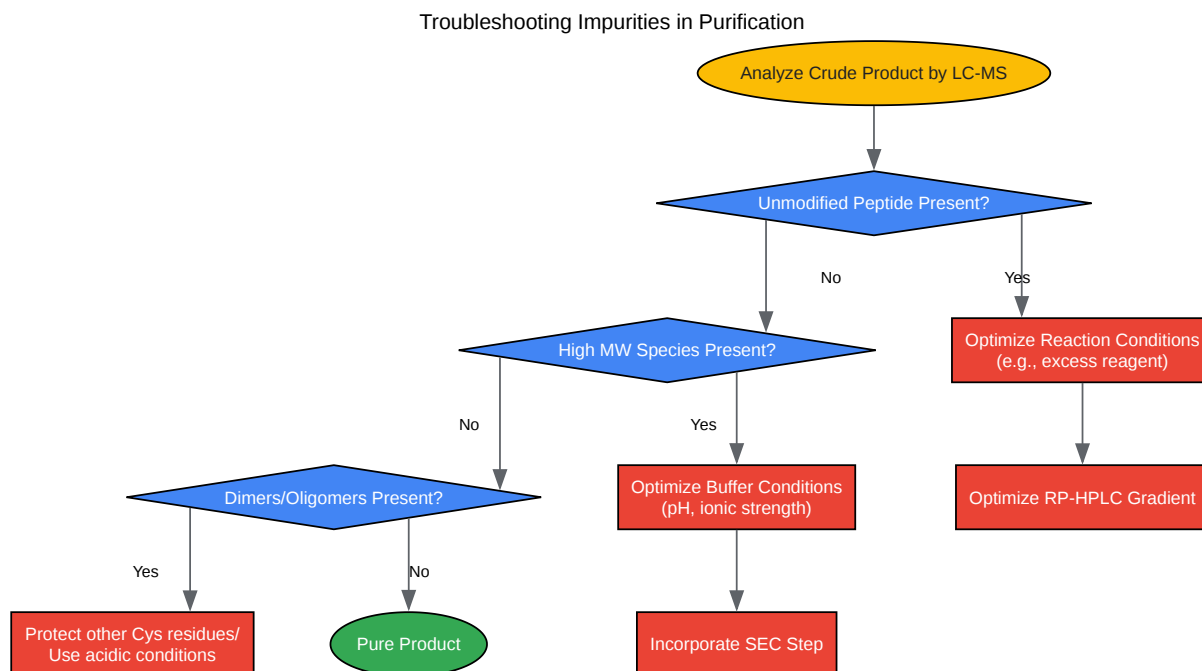 Troubleshooting Impurities in Purification
Analyze Crude Product by LC-MS
Unmodified Peptide Present?
No
Yes
High MW Species Present?
Optimize Reaction Conditions
(e.g., excess reagent)
No
Yes
Dimers/Oligomers Present?
Optimize Buffer Conditions
(pH, ionic strength)
Optimize RP-HPLC Gradient
Yes
No
Protect other Cys residues/
Use acidic conditions
Pure Product
Incorporate SEC Step